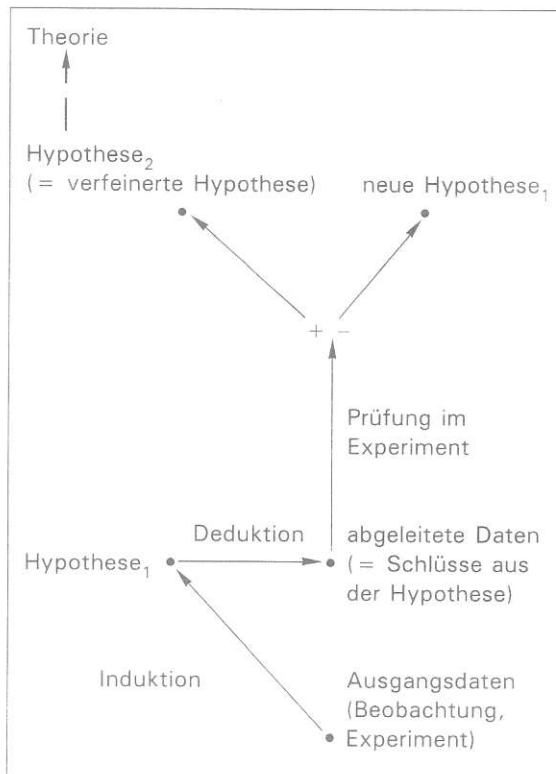 Theorie
Hypothese₂
(= verfeinerte Hypothese)
neue Hypothese₁
+ −
Prüfung im
Experiment
Deduktion
Hypothese₁
abgeleitete Daten
(= Schlüsse aus
der Hypothese)
Induktion
Ausgangsdaten
(Beobachtung,
Experiment)